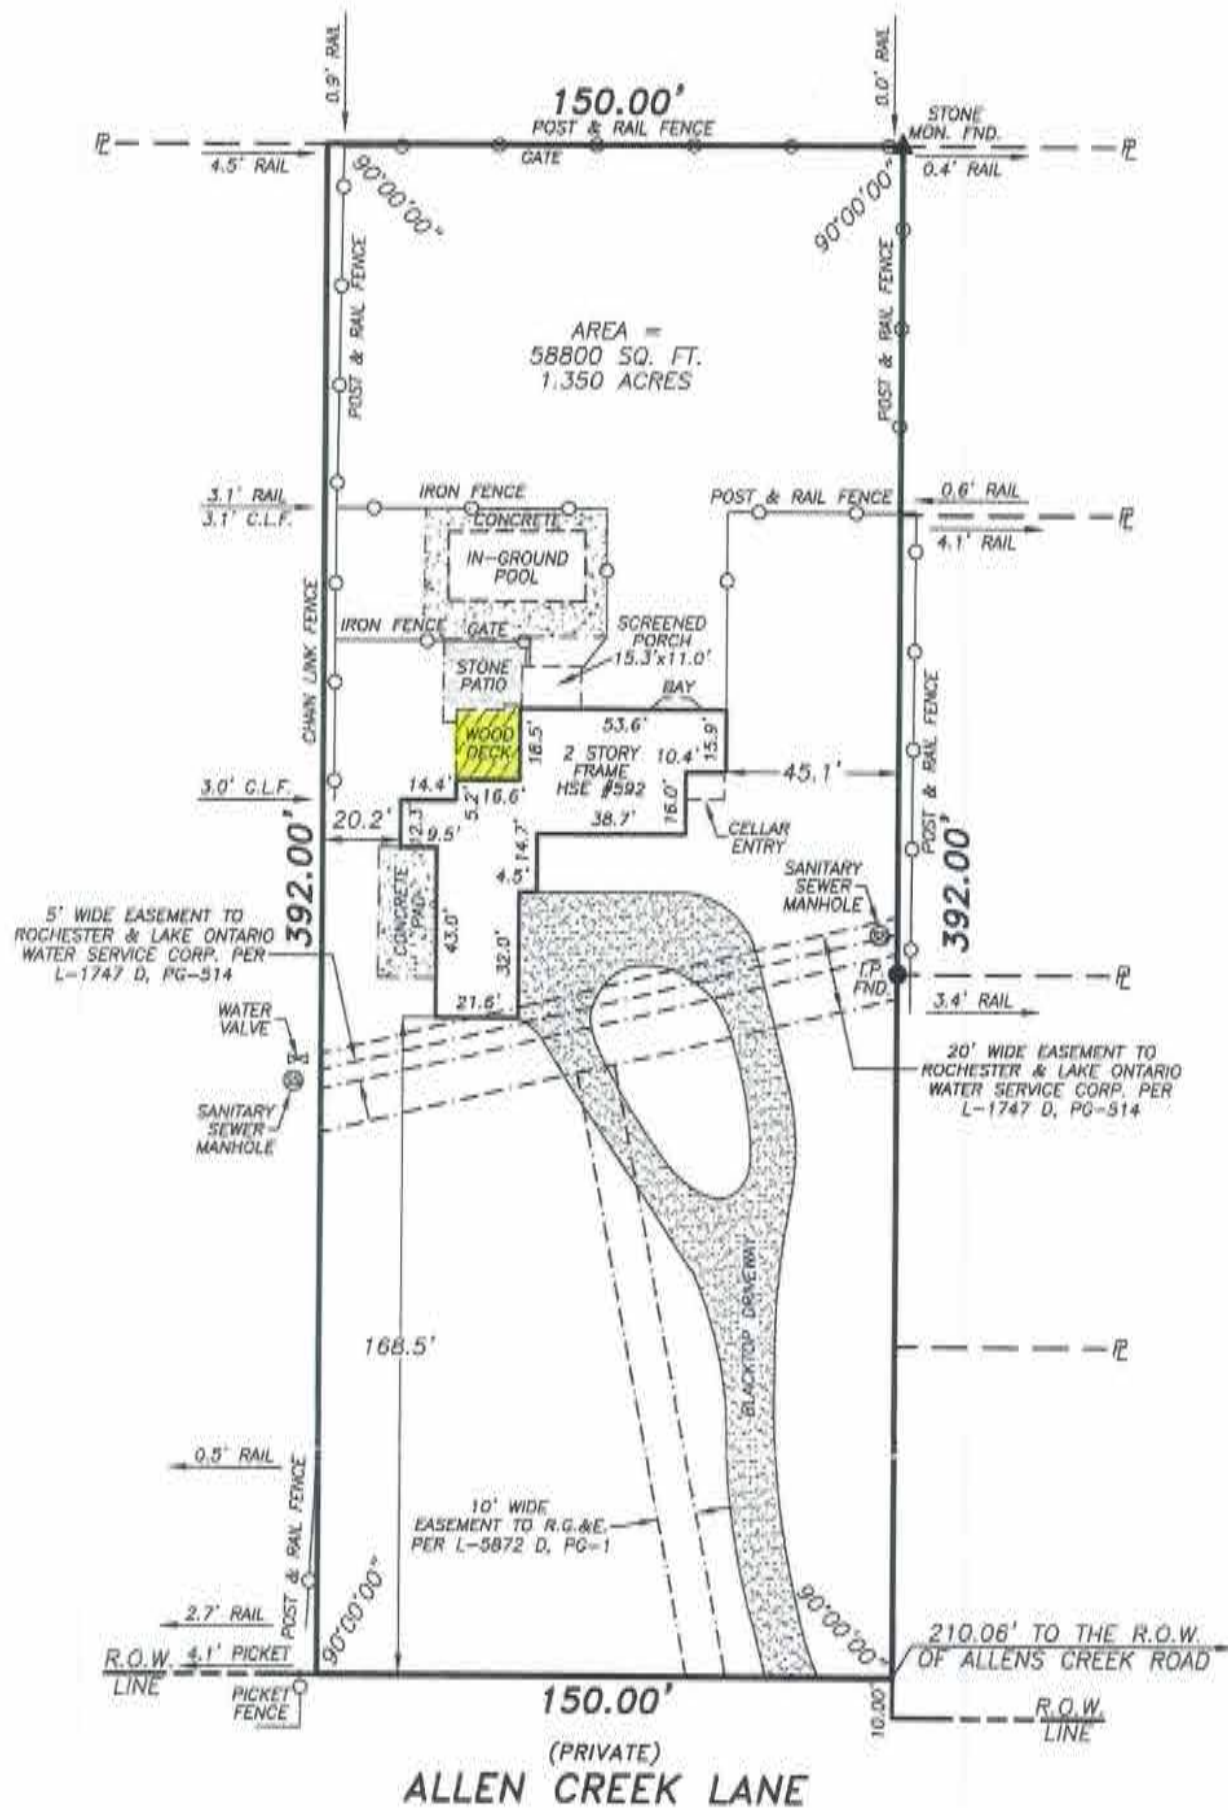 0.9' RAIL
0.0' RAIL
150.00'
POST & RAIL FENCE
GATE
STONE
MON. FND.
PL
PL
4.5' RAIL
0.4' RAIL
90°00'00"
90°00'00"
POST & RAIL FENCE
POST & RAIL FENCE
AREA =
58800 SQ. FT.
1.350 ACRES
3.1' RAIL
3.1' C.L.F.
IRON FENCE
CONCRETE
IN-GROUND
POOL
POST & RAIL FENCE
0.6' RAIL
PL
4.1' RAIL
IRON FENCE
GATE
SCREENED
PORCH
15.3'x11.0'
STONE
PATIO
BAY
CHAIN LINK FENCE
POST & RAIL FENCE
WOOD
DECK
18.5'
53.6'
15.9'
2 STORY
FRAME
HSE #592
10.4'
45.1'
3.0' C.L.F.
14.4'
5.2'
16.6'
16.0'
38.7'
20.2'
12.3'
9.5'
14.7'
4.5'
CELLAR
ENTRY
SANITARY
SEWER
MANHOLE
392.00'
392.00'
CONCRETE
PAD
43.0'
32.0'
21.6'
5' WIDE EASEMENT TO
ROCHESTER & LAKE ONTARIO
WATER SERVICE CORP. PER
L-1747 D, PG-514
I.P.
FND.
PL
3.4' RAIL
WATER
VALVE
SANITARY
SEWER
MANHOLE
20' WIDE EASEMENT TO
ROCHESTER & LAKE ONTARIO
WATER SERVICE CORP. PER
L-1747 D, PG-514
168.5'
BLACKTOP DRIVEWAY
PL
0.5' RAIL
POST & RAIL FENCE
10' WIDE
EASEMENT TO R.G.&E.
PER L-5872 D, PG-1
2.7' RAIL
90°00'00"
90°00'00"
R.O.W.
LINE
4.1' PICKET
PICKET
FENCE
210.06' TO THE R.O.W.
OF ALLENS CREEK ROAD
150.00'
10.00'
R.O.W.
LINE
(PRIVATE)
ALLEN CREEK LANE